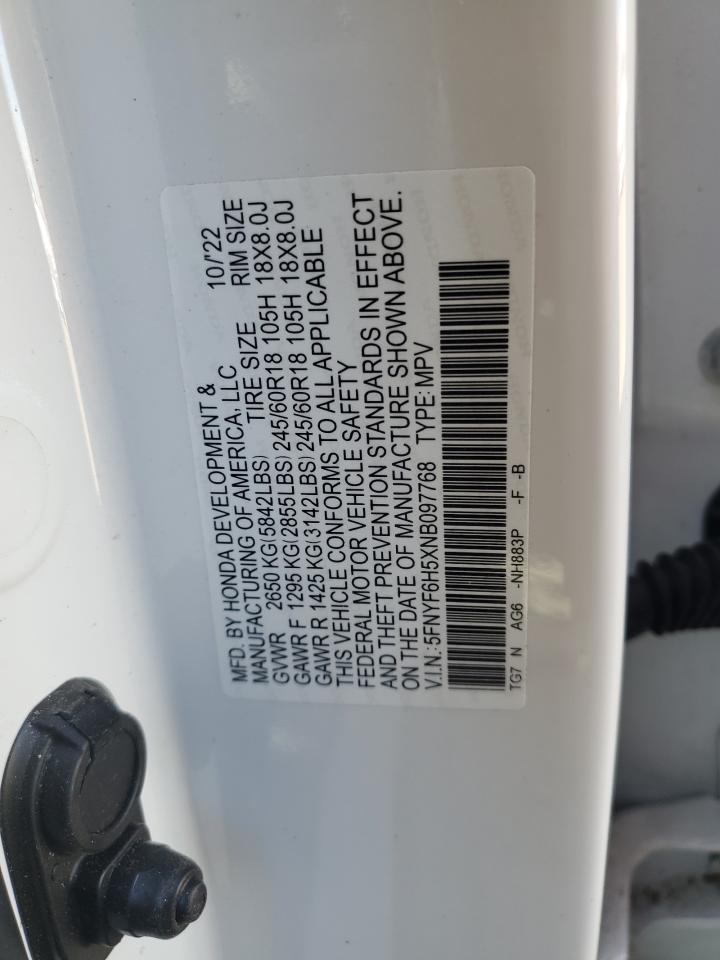 MFD. BY HONDA DEVELOPMENT & 10/'22
MANUFACTURING OF AMERICA, LLC
TIRE SIZE RIM SIZE
GVWR 2650 KG(5842LBS)
GAWR F 1295 KG(2855LBS) 245/60R18 105H 18X8.0J
GAWR R 1425 KG(3142LBS) 245/60R18 105H 18X8.0J
THIS VEHICLE CONFORMS TO ALL APPLICABLE
FEDERAL MOTOR VEHICLE SAFETY
AND THEFT PREVENTION STANDARDS IN EFFECT
ON THE DATE OF MANUFACTURE SHOWN ABOVE.
V.I.N.:5FNYF6H5XNB097768 TYPE:MPV
TG7 N AG6 -NH883P -F -B